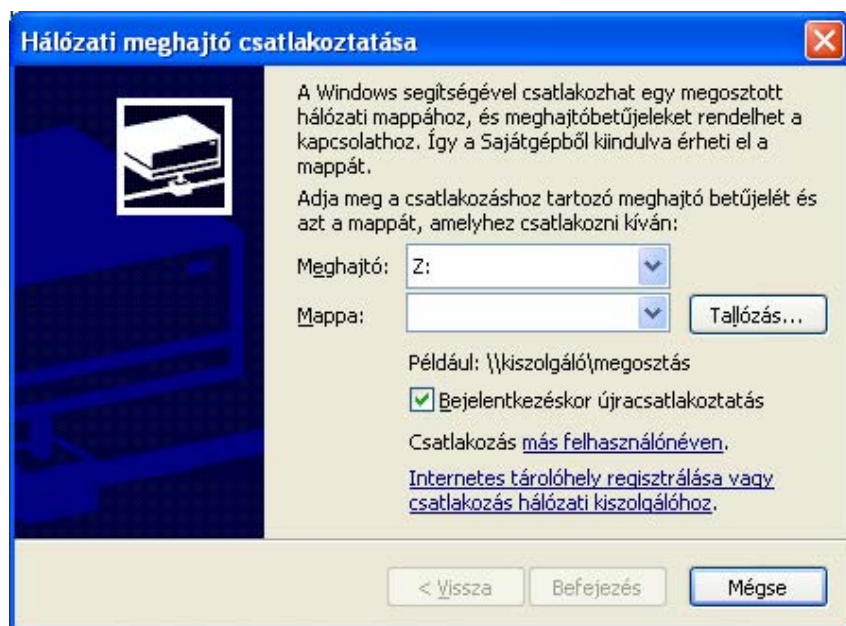 Hálózati meghajtó csatlakoztatása
A Windows segítségével csatlakozhat egy megosztott
hálózati mappához, és meghajtóbetűjeleket rendelhet a
kapcsolathoz. Így a Sajátgépből kiindulva érheti el a
mappát.
Adja meg a csatlakozáshoz tartozó meghajtó betűjelét és
azt a mappát, amelyhez csatlakozni kíván:
Meghajtó: Z:
Mappa: Tallózás...
Például: \\kiszolgáló\megosztás
Bejelentkezéskor újracsatlakoztatás
Csatlakozás más felhasználónéven.
Internetes tárolóhely regisztrálása vagy
csatlakozás hálózati kiszolgálóhoz.
< Vissza Befejezés Mégse